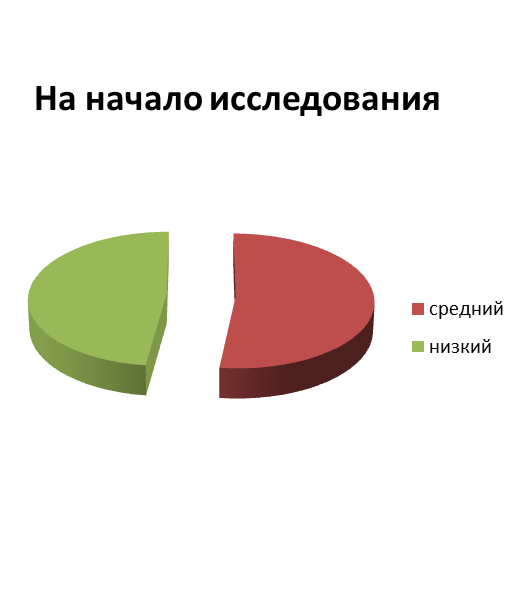 На начало исследования
средний
низкий